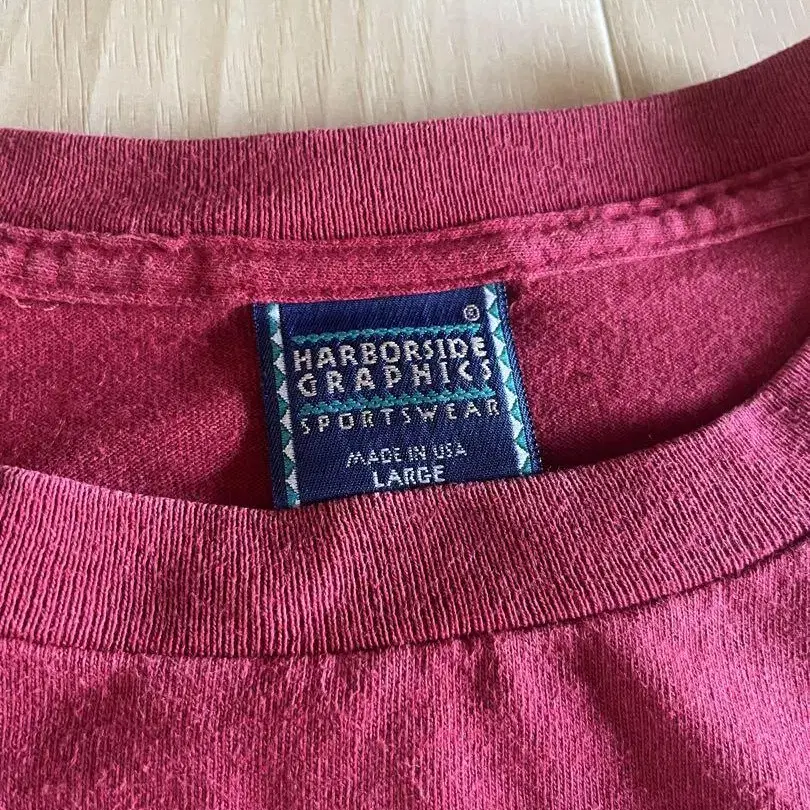 ®
HARBORSIDE
GRAPHICS
SPORTSWEAR
MADE IN USA
LARGE